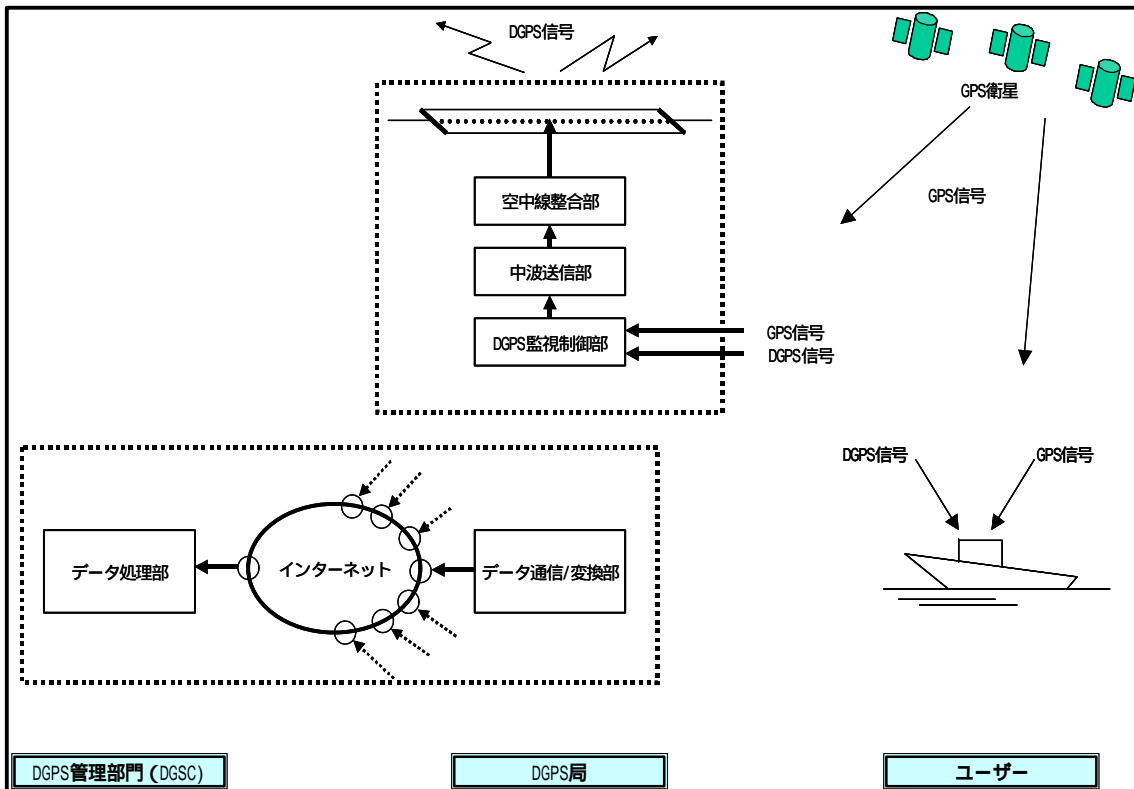 DGPS信号
GPS衛星
GPS信号
空中線整合部
中波送信部
DGPS監視制御部
GPS信号
DGPS信号
DGPS信号
GPS信号
データ処理部
インターネット
データ通信/変換部
DGPS管理部門(DGSC)
DGPS局
ユーザー